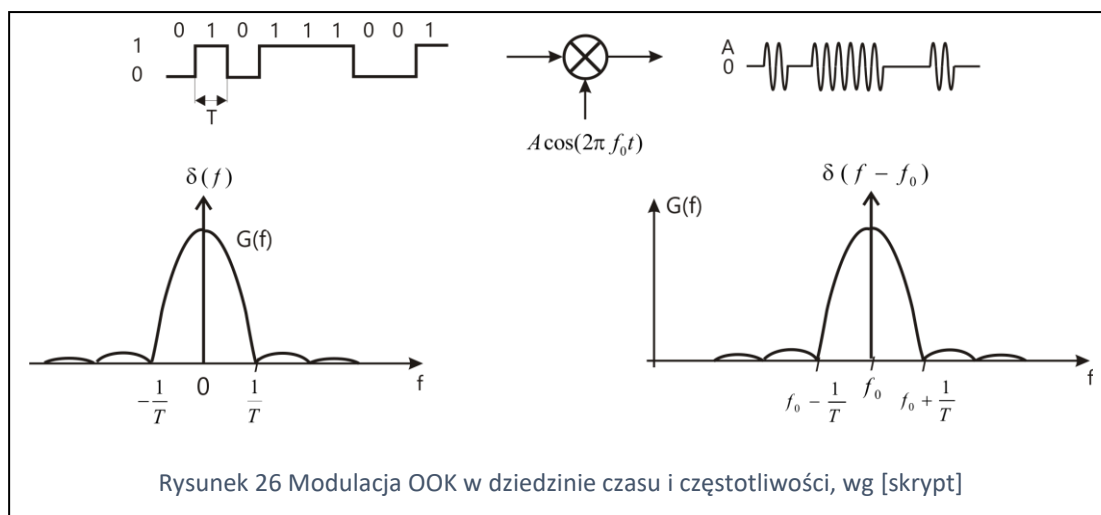 0 1 0 1 1 1 0 0 1
1
0
T
A cos(2π f₀t)
A
0
δ(f)
G(f)
−1/T
0
1/T
f
δ(f − f₀)
G(f)
f₀ − 1/T
f₀
f₀ + 1/T
f
Rysunek 26 Modulacja OOK w dziedzinie czasu i częstotliwości, wg [skrypt]